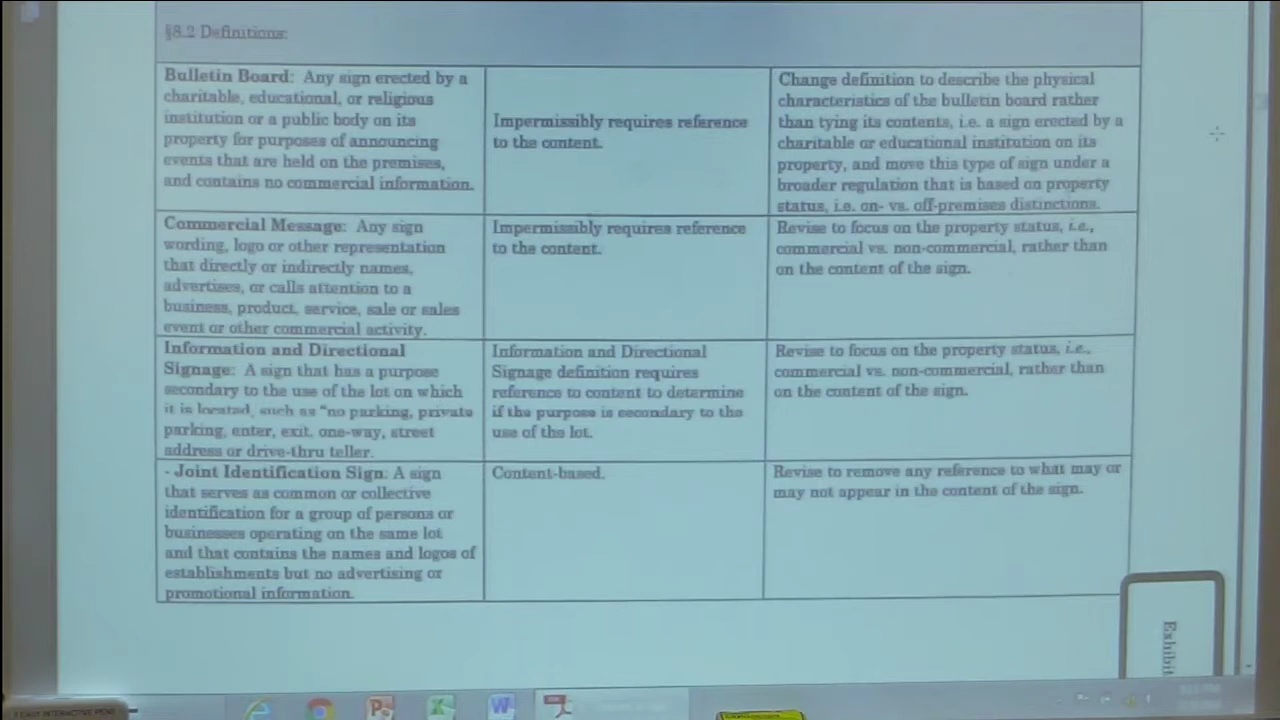 §8.2 Definitions:
Bulletin Board: Any sign erected by a
charitable, educational, or religious
institution or a public body on its
property for purposes of announcing
events that are held on the premises,
and contains no commercial information.
Impermissibly requires reference
to the content.
Change definition to describe the physical
characteristics of the bulletin board rather
than tying its contents, i.e. a sign erected by a
charitable or educational institution on its
property, and move this type of sign under a
broader regulation that is based on property
status, i.e. on- vs. off-premises distinctions.
Commercial Message: Any sign
wording, logo or other representation
that directly or indirectly names,
advertises, or calls attention to a
business, product, service, sale or sales
event or other commercial activity.
Impermissibly requires reference
to the content.
Revise to focus on the property status, i.e.,
commercial vs. non-commercial, rather than
on the content of the sign.
Information and Directional
Signage: A sign that has a purpose
secondary to the use of the lot on which
it is located, such as "no parking, private
parking, enter, exit, one-way, street
address or drive-thru teller.
Information and Directional
Signage definition requires
reference to content to determine
if the purpose is secondary to the
use of the lot.
Revise to focus on the property status, i.e.,
commercial vs. non-commercial, rather than
on the content of the sign.
- Joint Identification Sign: A sign
that serves as common or collective
identification for a group of persons or
businesses operating on the same lot
and that contains the names and logos of
establishments but no advertising or
promotional information.
Content-based.
Revise to remove any reference to what may or
may not appear in the content of the sign.
Exhibit